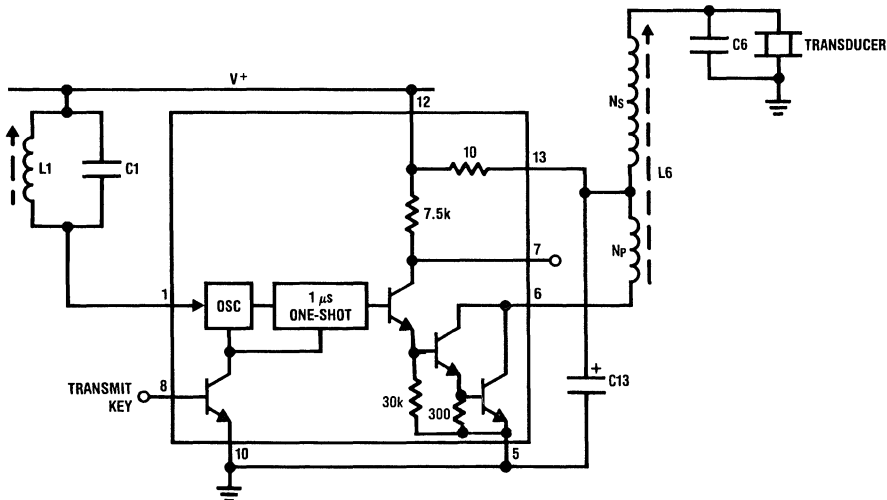 C6
TRANSDUCER
V+
12
NS
L1
C1
10
13
L6
7.5k
7
NP
1
OSC
1 μs
ONE-SHOT
6
TRANSMIT
KEY
8
30k
300
+
C13
10
5